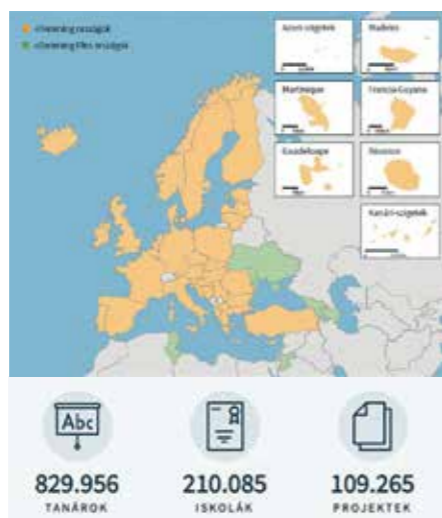 eTwinning országok
eTwinning Plus országok
Azori-szigetek
Madeira
Martinique
Francia Guyana
Guadeloupe
Réunion
Kanári-szigetek
Abc
829.956
TANÁROK
210.085
ISKOLÁK
109.265
PROJEKTEK